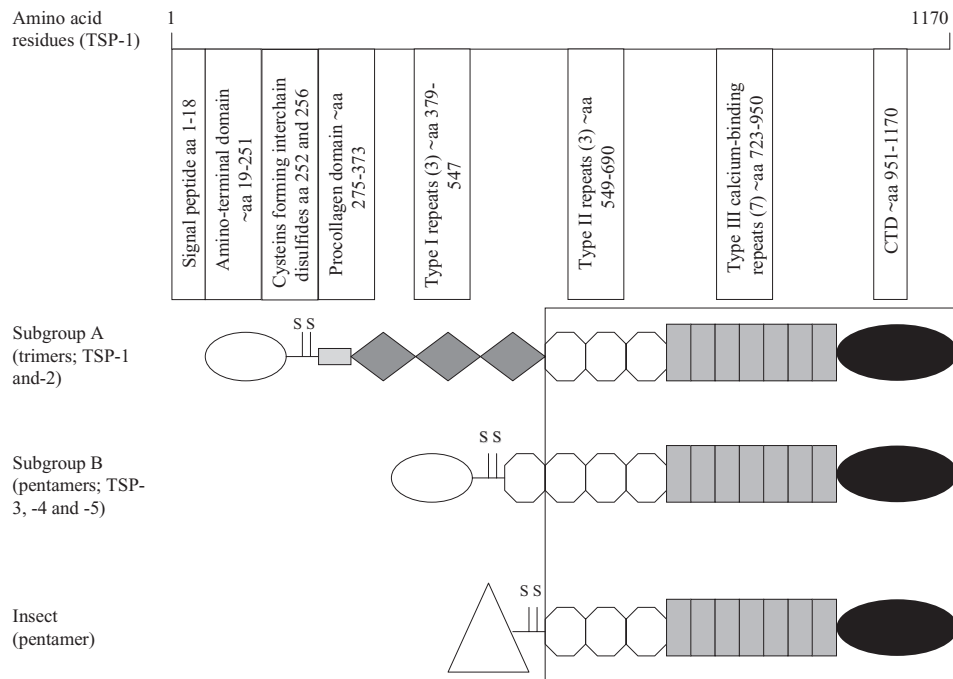 Amino acid
residues (TSP-1)
1
1170
Signal peptide aa 1-18
Amino-terminal domain
~aa 19-251
Cysteins forming interchain
disulfides aa 252 and 256
Procollagen domain ~aa
275-373
Type I repeats (3) ~aa 379-
547
Type II repeats (3) ~aa
549-690
Type III calcium-binding
repeats (7) ~aa 723-950
CTD ~aa 951-1170
Subgroup A
(trimers; TSP-1
and-2)
S S
Subgroup B
(pentamers; TSP-
3, -4 and -5)
S S
Insect
(pentamer)
S S